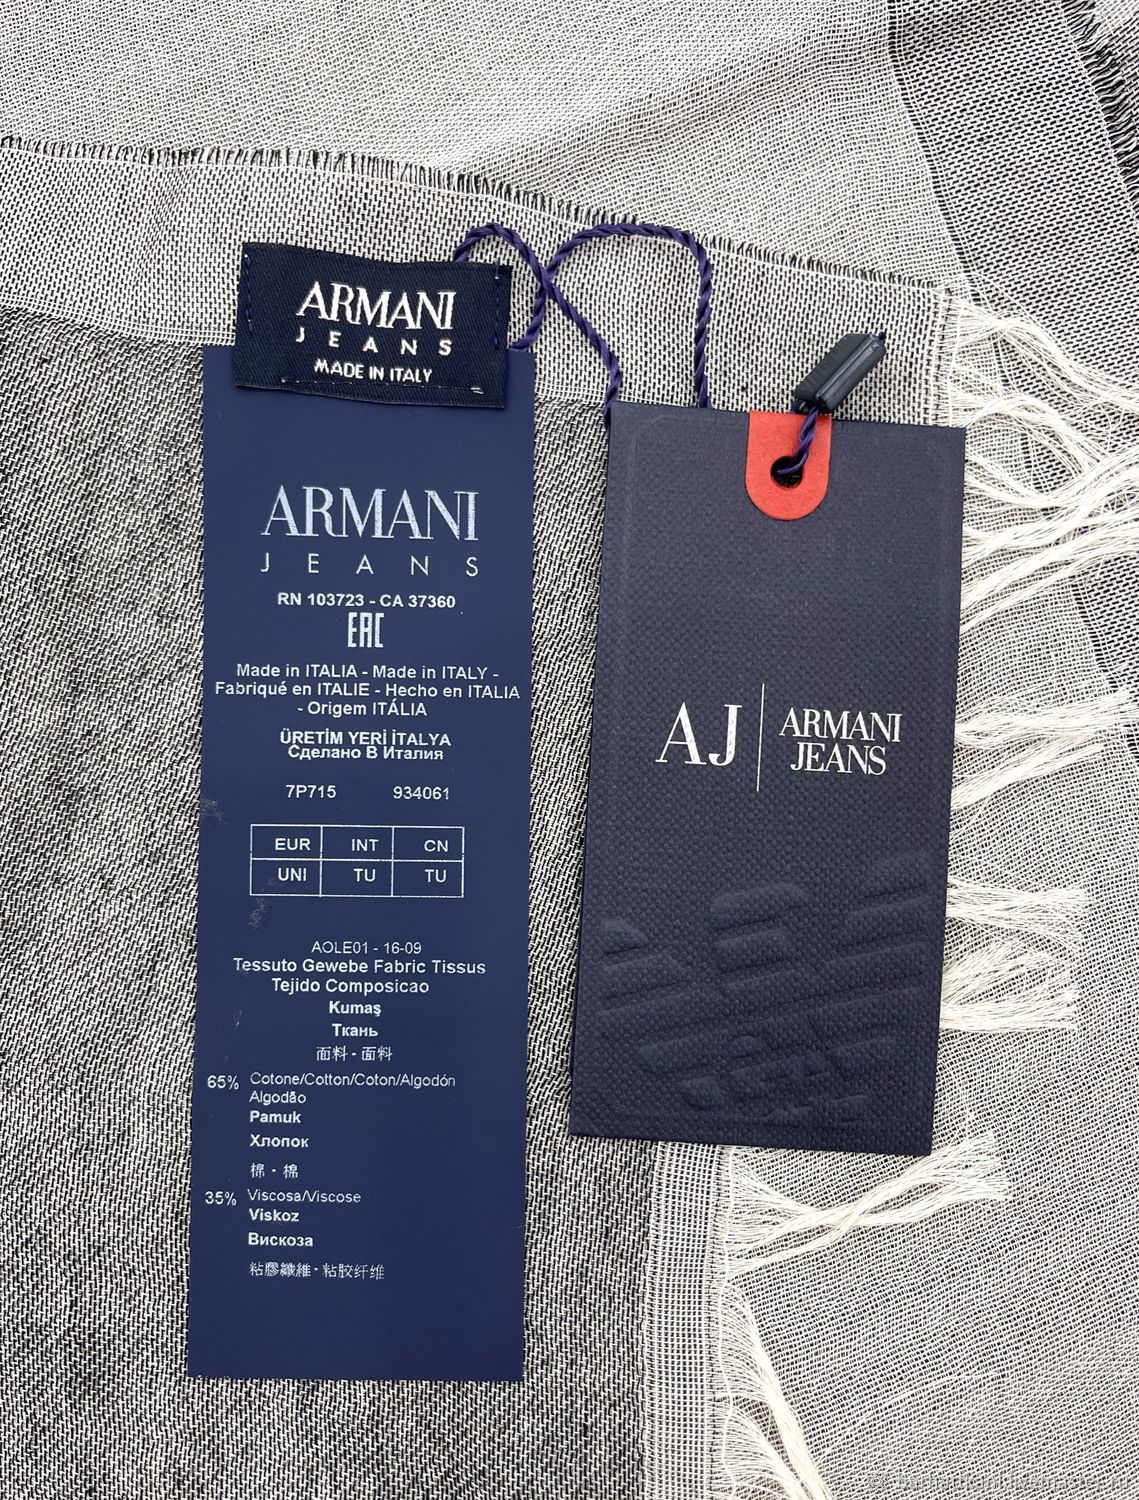 ARMANI
JEANS
MADE IN ITALY
ARMANI
JEANS
RN 103723 - CA 37360
EAC
Made in ITALIA - Made in ITALY -
Fabriqué en ITALIE - Hecho en ITALIA
- Origem ITÁLIA
ÜRETİM YERİ İTALYA
Сделано В Италия
7P715 934061
EUR INT CN
UNI TU TU
AOLE01 - 16-09
Tessuto Gewebe Fabric Tissus
Tejido Composicao
Kumaş
Ткань
面料 - 面料
65% Cotone/Cotton/Coton/Algodón
Algodão
Pamuk
Хлопок
棉 - 棉
35% Viscosa/Viscose
Viskoz
Вискоза
粘膠纖維 - 粘胶纤维
AJ ARMANI
JEANS